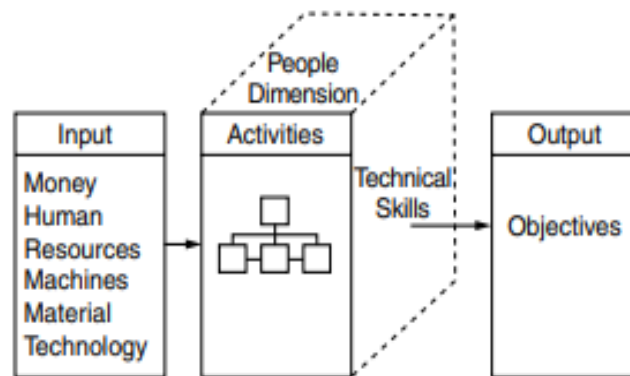 People
Dimension
Input
Activities
Output
Money
Human
Resources
Machines
Material
Technology
Technical
Skills
Objectives